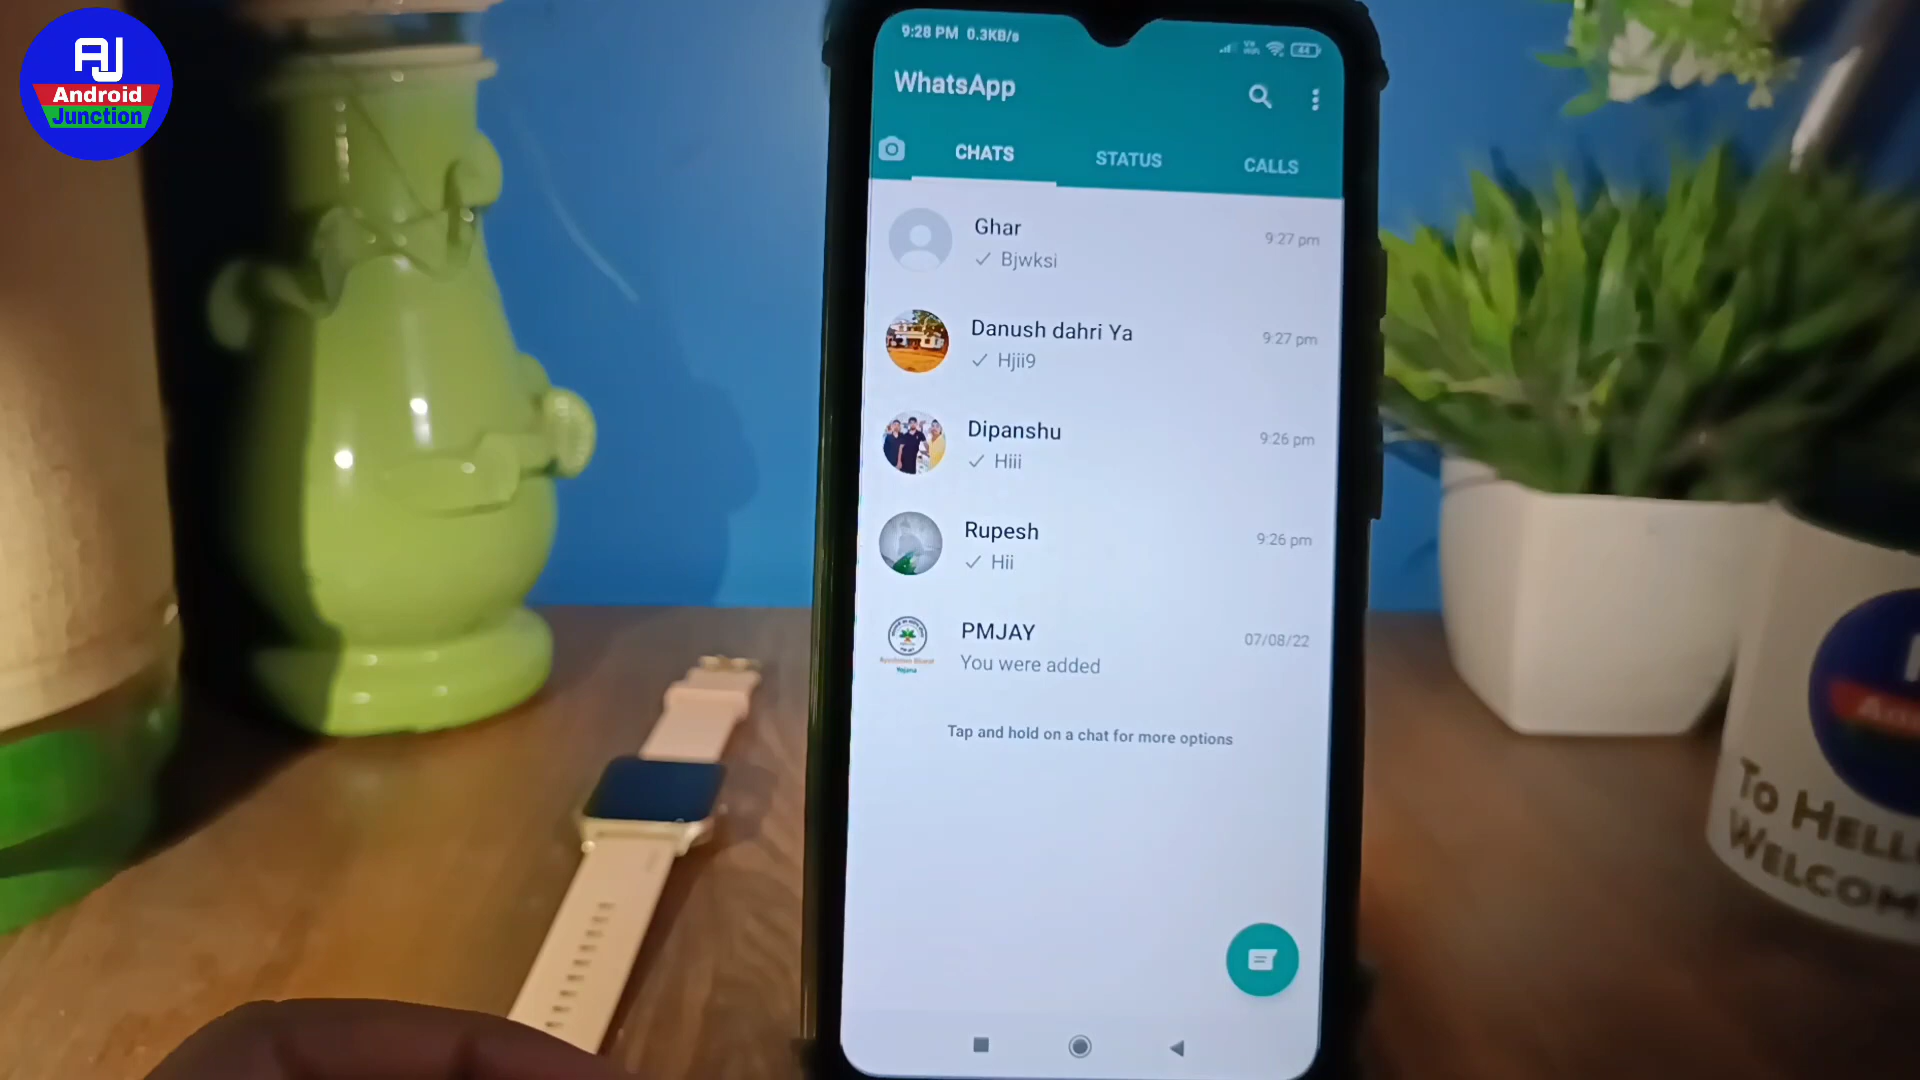 AJ
Android
Junction
9:28 PM 0.3KB/s
44
WhatsApp
CHATS
STATUS
CALLS
Ghar
9:27 pm
✓ Bjwksi
Danush dahri Ya
9:27 pm
✓ Hjii9
Dipanshu
9:26 pm
✓ Hiii
Rupesh
9:26 pm
✓ Hii
PMJAY
07/08/22
You were added
Tap and hold on a chat for more options
To HELL
WELCOM